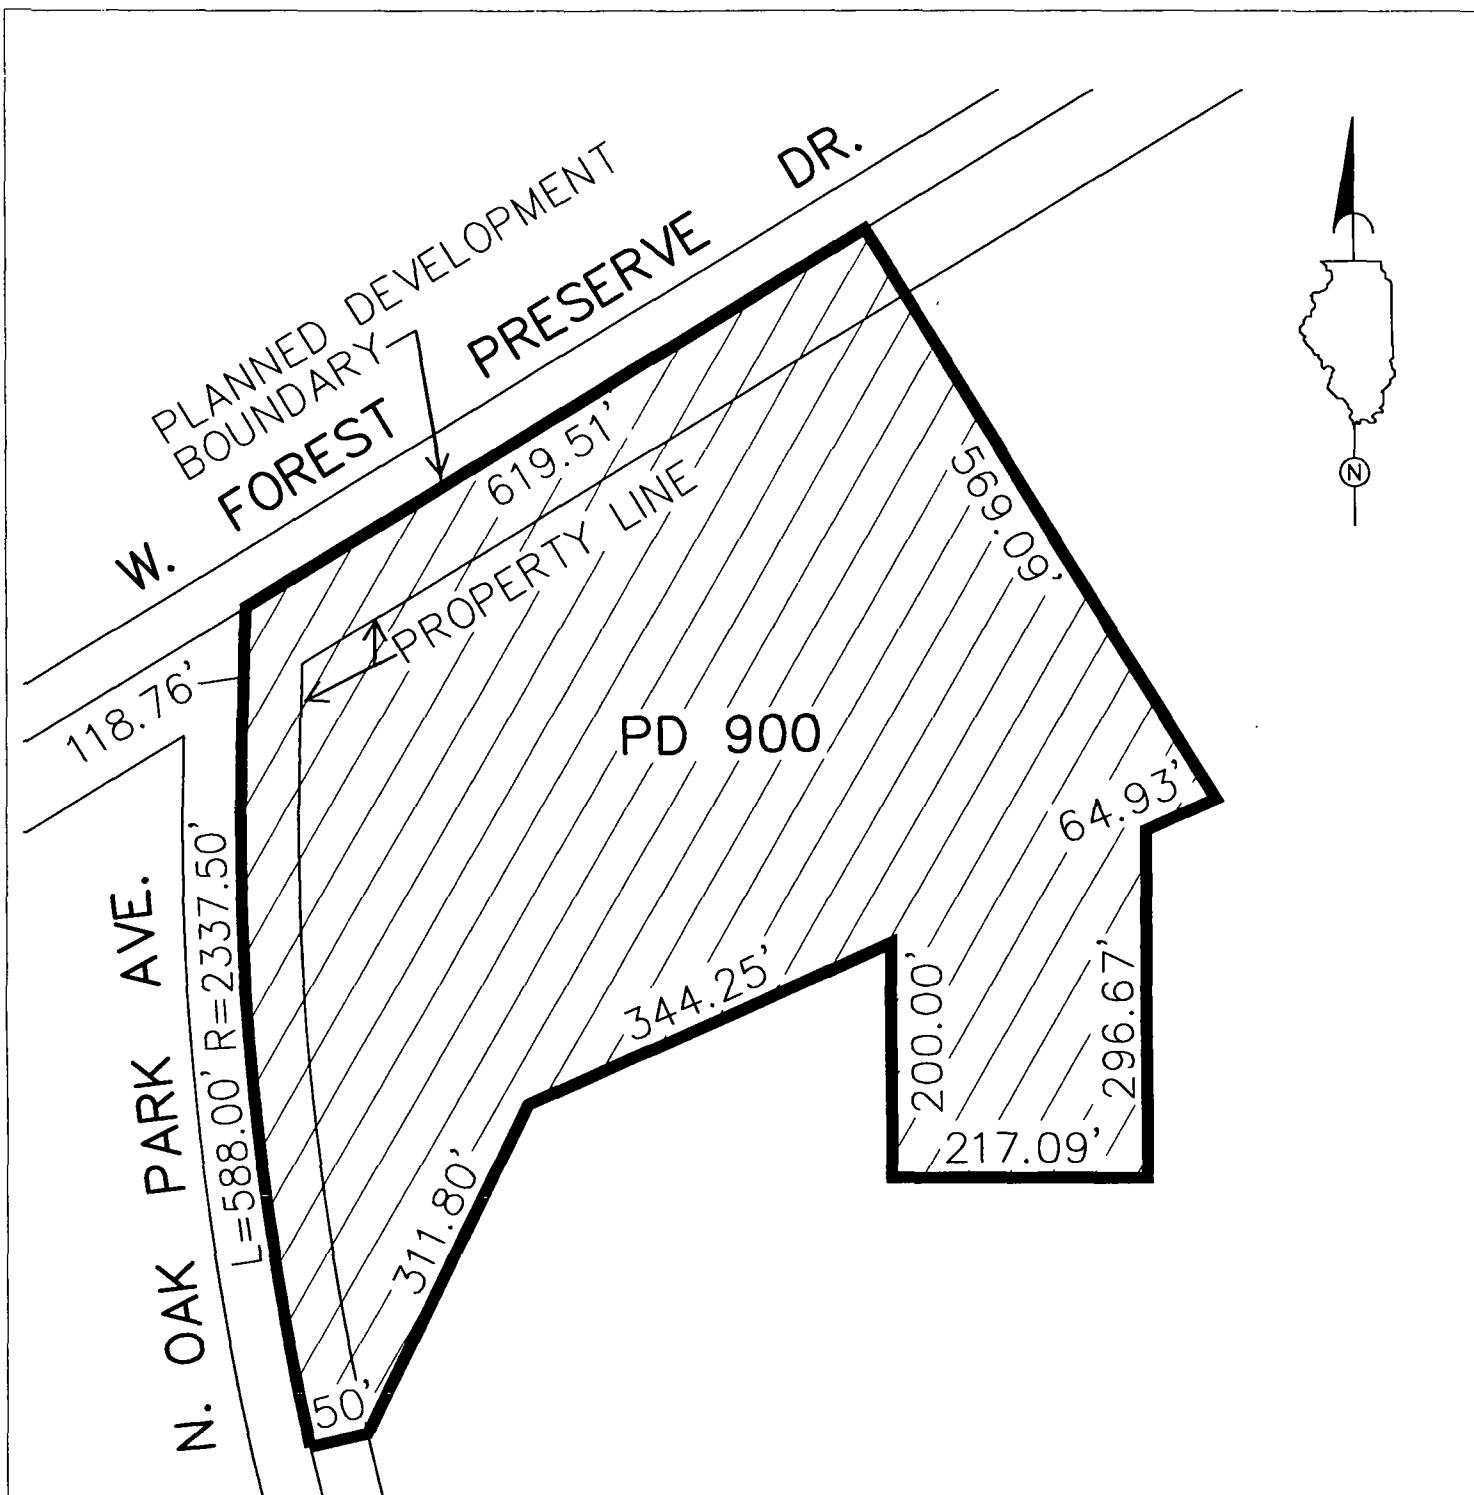 W. FOREST PRESERVE DR.
PLANNED DEVELOPMENT
BOUNDARY
619.51'
PROPERTY LINE
569.09'
118.76'
PD 900
64.93'
N. OAK PARK AVE.
L=588.00' R=2337.50'
344.25'
200.00'
296.67'
217.09'
311.80'
50'
N